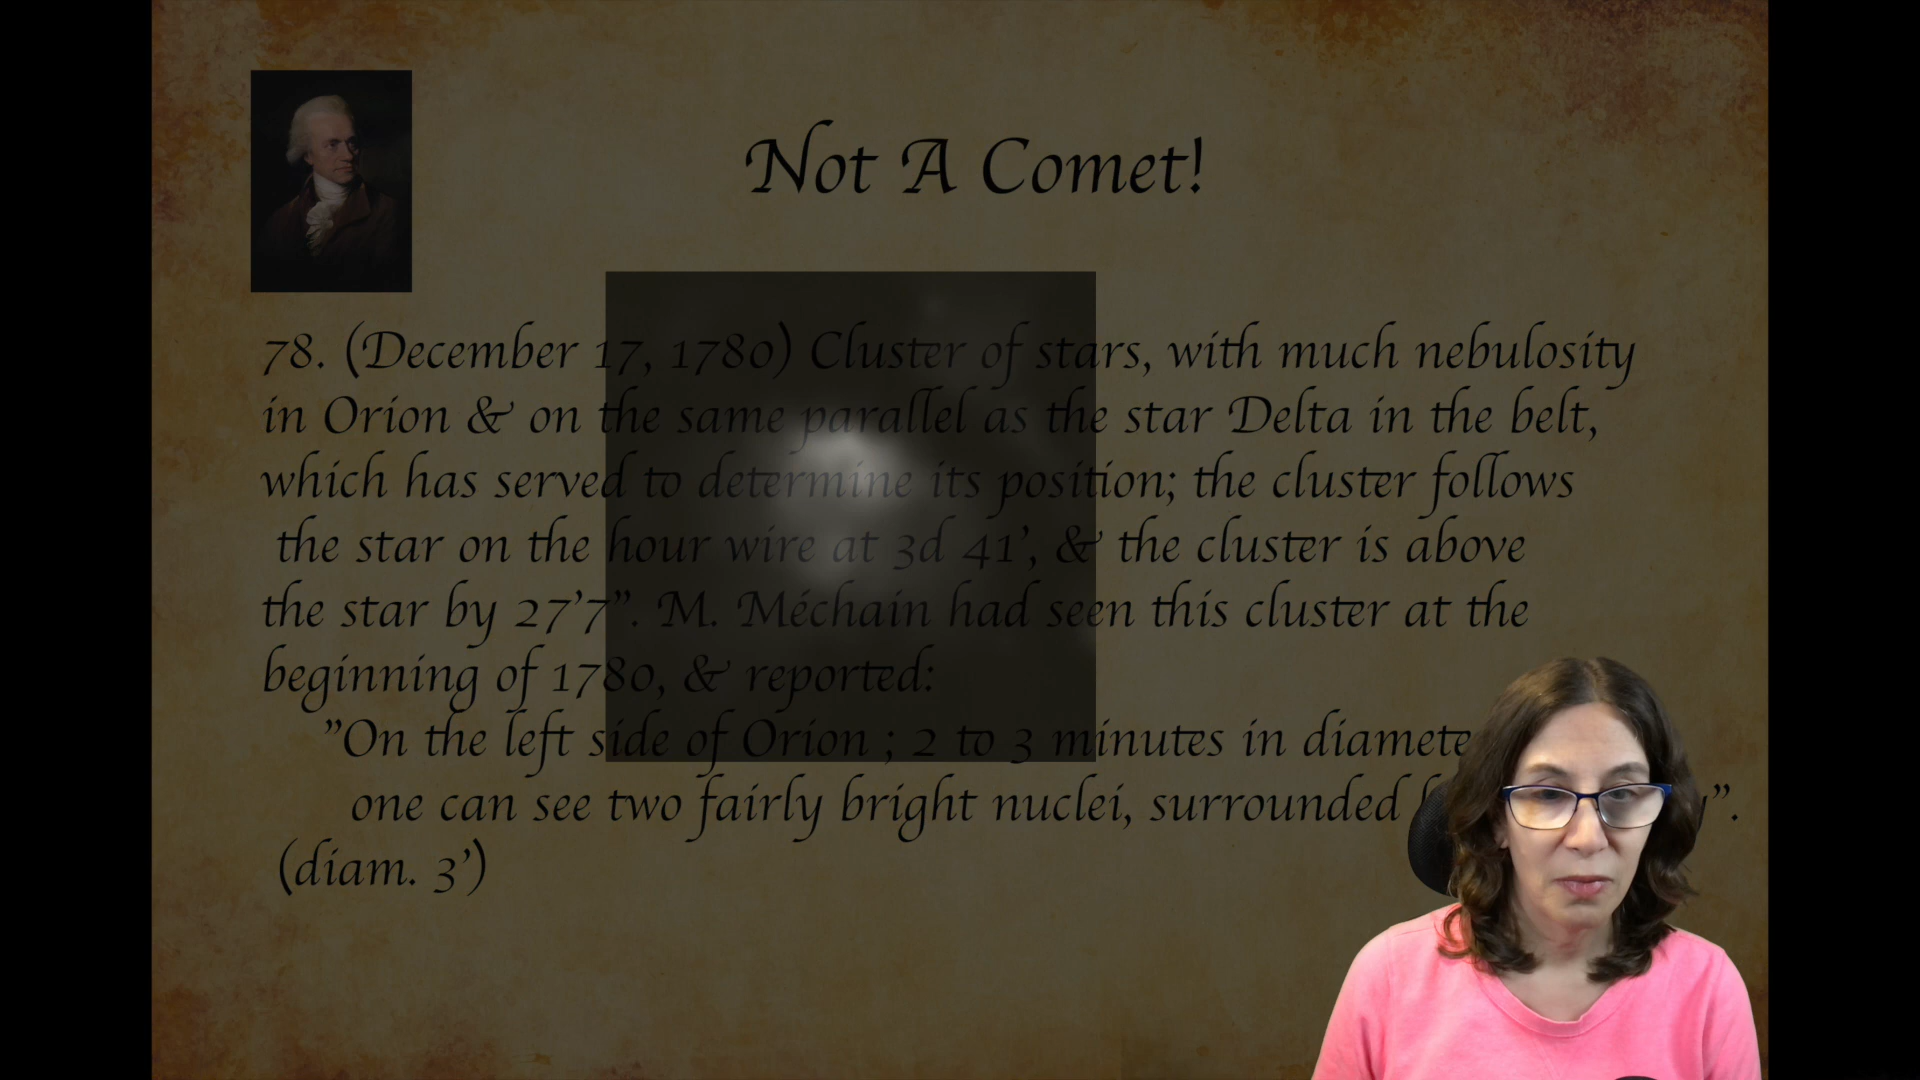 Not A Comet!
78. (December 17, 1780) Cluster of stars, with much nebulosity
in Orion & on the same parallel as the star Delta in the belt,
which has served to determine its position; the cluster follows
the star on the hour wire at 3d 41', & the cluster is above
the star by 27'7". M. Méchain had seen this cluster at the
beginning of 1780, & reported:
"On the left side of Orion ; 2 to 3 minutes in
one can see two fairly bright nuclei, surrounded
(diam. 3')